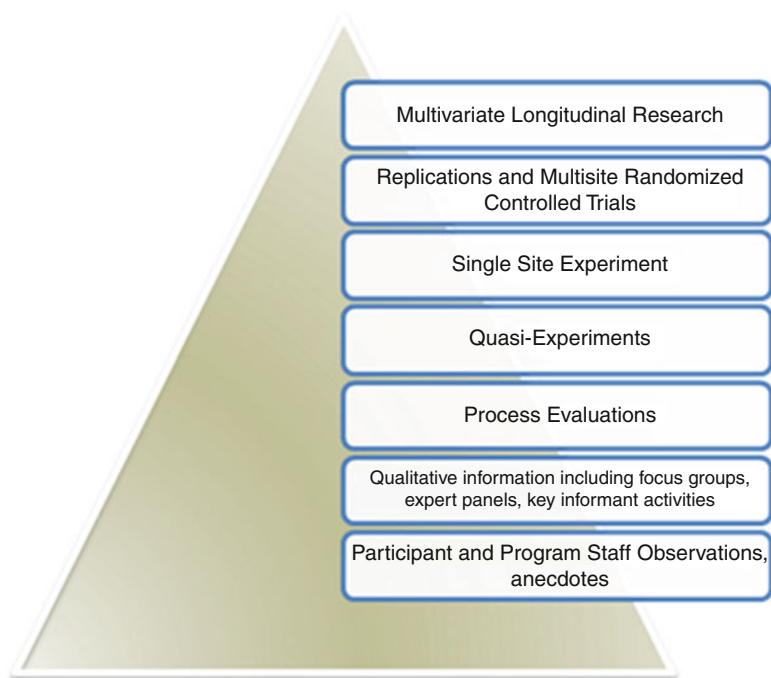 Multivariate Longitudinal Research
Replications and Multisite Randomized
Controlled Trials
Single Site Experiment
Quasi-Experiments
Process Evaluations
Qualitative information including focus groups,
expert panels, key informant activities
Participant and Program Staff Observations,
anecdotes